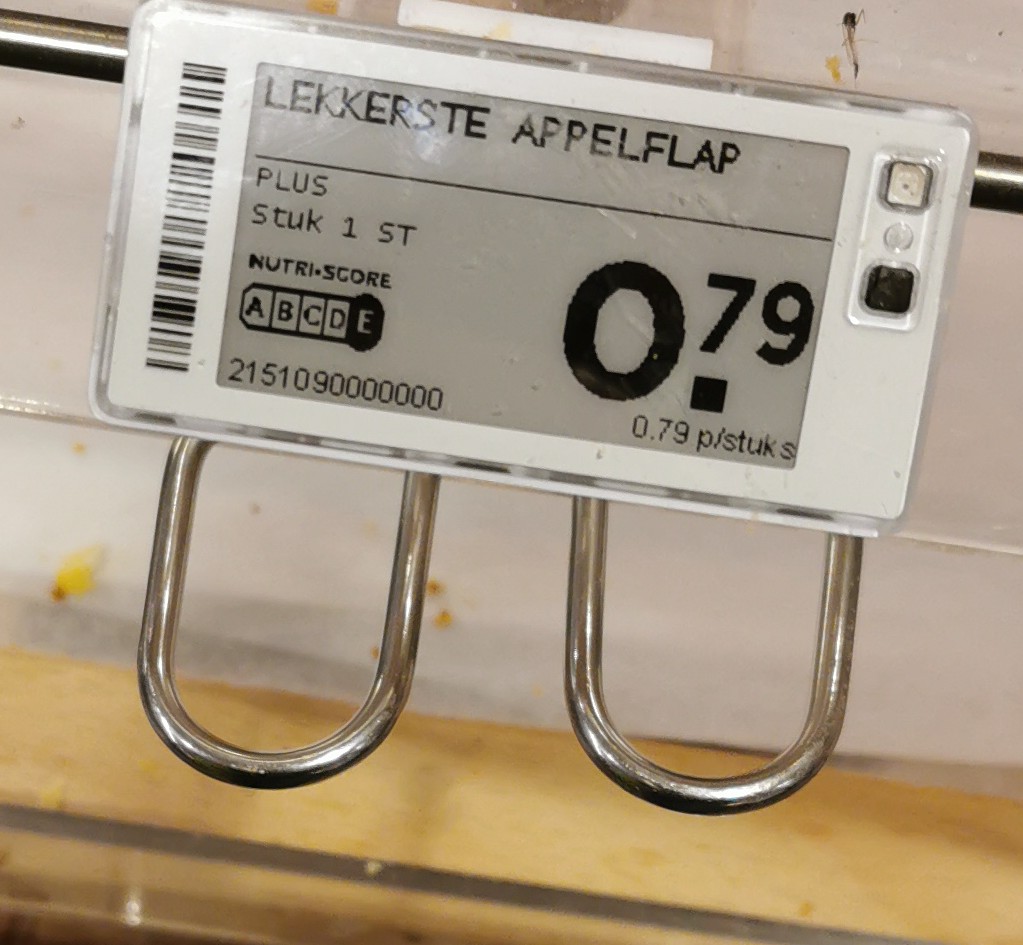 LEKKERSTE APPELFLAP
PLUS
Stuk 1 ST
NUTRI-SCORE
ABCDE
2151090000000
0.79
0.79 p/stuks